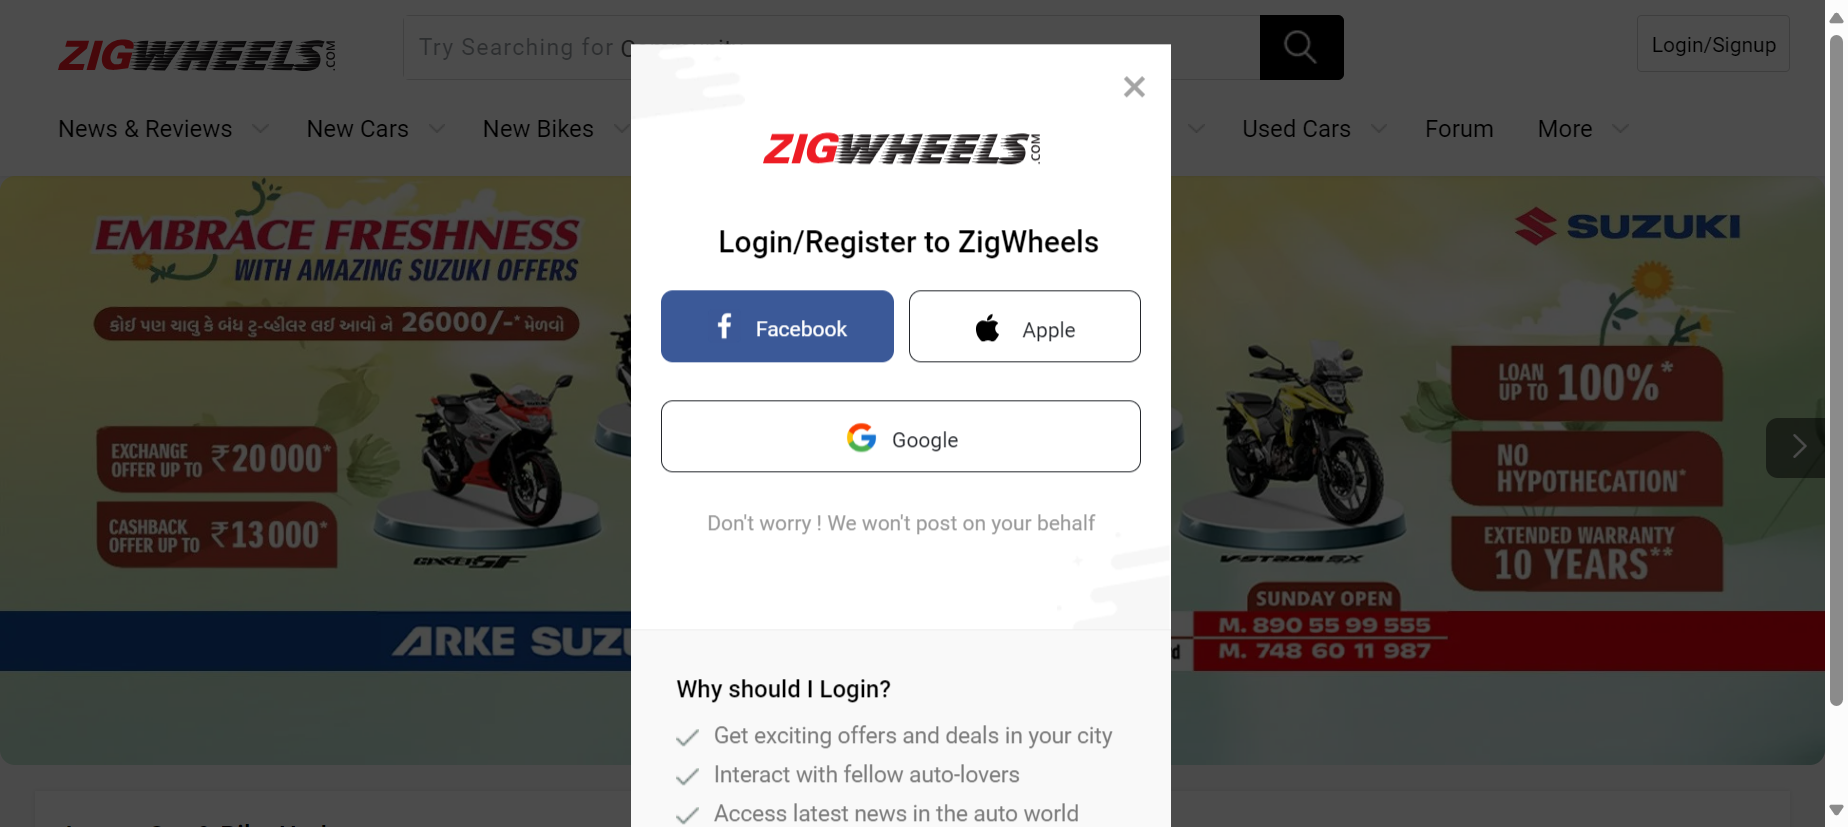 ZIGWHEELS.COM
Try Searching for
Login/Signup
News & Reviews
New Cars
New Bikes
Used Cars
Forum
More
EMBRACE FRESHNESS
WITH AMAZING SUZUKI OFFERS
કોઈ પણ ચાલુ કે બંધ ટુ-વ્હીલર લઈ આવો ને 26000/-* મેળવો
EXCHANGE
OFFER UP TO ₹20 000*
CASHBACK
OFFER UP TO ₹13 000*
GIXXER SF
ARKE SUZU
ZIGWHEELS.COM
Login/Register to ZigWheels
Facebook
Apple
Google
Don't worry ! We won't post on your behalf
Why should I Login?
Get exciting offers and deals in your city
Interact with fellow auto-lovers
Access latest news in the auto world
SUZUKI
LOAN
UP TO 100%*
NO
HYPOTHECATION*
EXTENDED WARRANTY
10 YEARS**
V-STROM SX
SUNDAY OPEN
M. 890 55 99 555
M. 748 60 11 987